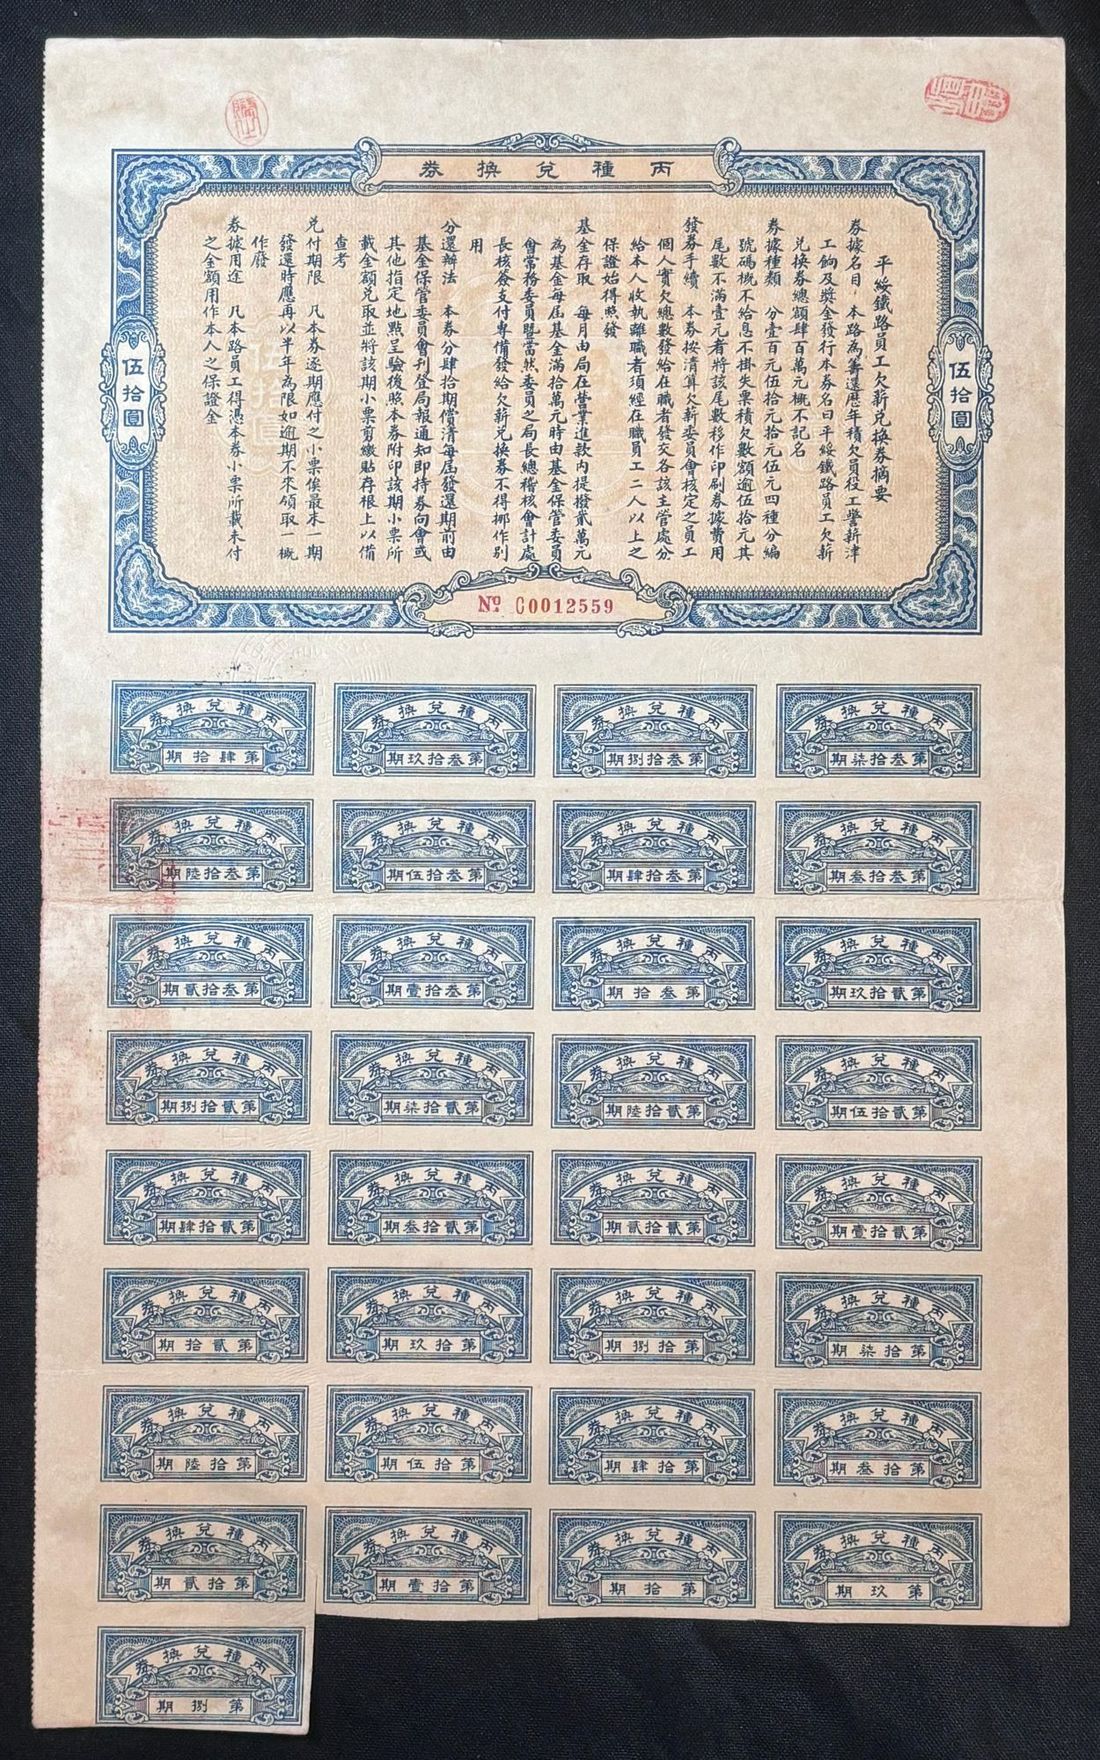 丙種兌換券
平綏鐵路員工欠薪兌換券摘要
券據名目 本路為籌還歷年積欠員役工警薪津
工餉及獎金發行本券名曰平綏鐵路員工欠薪
兌換券總額肆百萬元概不記名
券據種類 分壹百元伍拾元拾元伍元四種分編
號碼概不給息不掛失票積欠數額逾伍拾元其
尾數不滿壹元者將該尾數移作印刷券據費用
發券手續 本券按清算欠薪委員會核定之員工
個人實欠總數發給在職者發交各該主管處分
給本人收執離職者須經在職員工二人以上之
保證始得照發
基金存取 每月由局在營業進款內提撥貳萬元
為基金每屆基金滿拾萬元時由基金保管委員
會常務委員暨當然委員之局長總稽核會計處
長核簽支付專備發給欠薪兌換券不得挪作別
用
分還辦法 本券分肆拾期償清每屆發還期前由
基金保管委員會刊登局報通知即持券向會或
其他指定地點呈驗後照本券附印該期小票所
載金額兌取並將該期小票剪繳貼存根上以備
查考
兌付期限 凡本券逐期應付之小票俟最末一期
發還時應再以半年為限如逾期不來領取一概
作廢
券據用途 凡本路員工得憑本券小票所載未付
之金額用作本人之保證金
伍拾圓
伍拾圓
Nº C0012559
丙種兌換券
第叁拾柒期
丙種兌換券
第叁拾捌期
丙種兌換券
第叁拾玖期
丙種兌換券
第肆拾期
丙種兌換券
第叁拾叁期
丙種兌換券
第叁拾肆期
丙種兌換券
第叁拾伍期
丙種兌換券
第叁拾陸期
丙種兌換券
第貳拾玖期
丙種兌換券
第叁拾期
丙種兌換券
第叁拾壹期
丙種兌換券
第叁拾貳期
丙種兌換券
第貳拾伍期
丙種兌換券
第貳拾陸期
丙種兌換券
第貳拾柒期
丙種兌換券
第貳拾捌期
丙種兌換券
第貳拾壹期
丙種兌換券
第貳拾貳期
丙種兌換券
第貳拾叁期
丙種兌換券
第貳拾肆期
丙種兌換券
第拾柒期
丙種兌換券
第拾捌期
丙種兌換券
第拾玖期
丙種兌換券
第貳拾期
丙種兌換券
第拾叁期
丙種兌換券
第拾肆期
丙種兌換券
第拾伍期
丙種兌換券
第拾陸期
丙種兌換券
第玖期
丙種兌換券
第拾期
丙種兌換券
第拾壹期
丙種兌換券
第拾貳期
丙種兌換券
第捌期